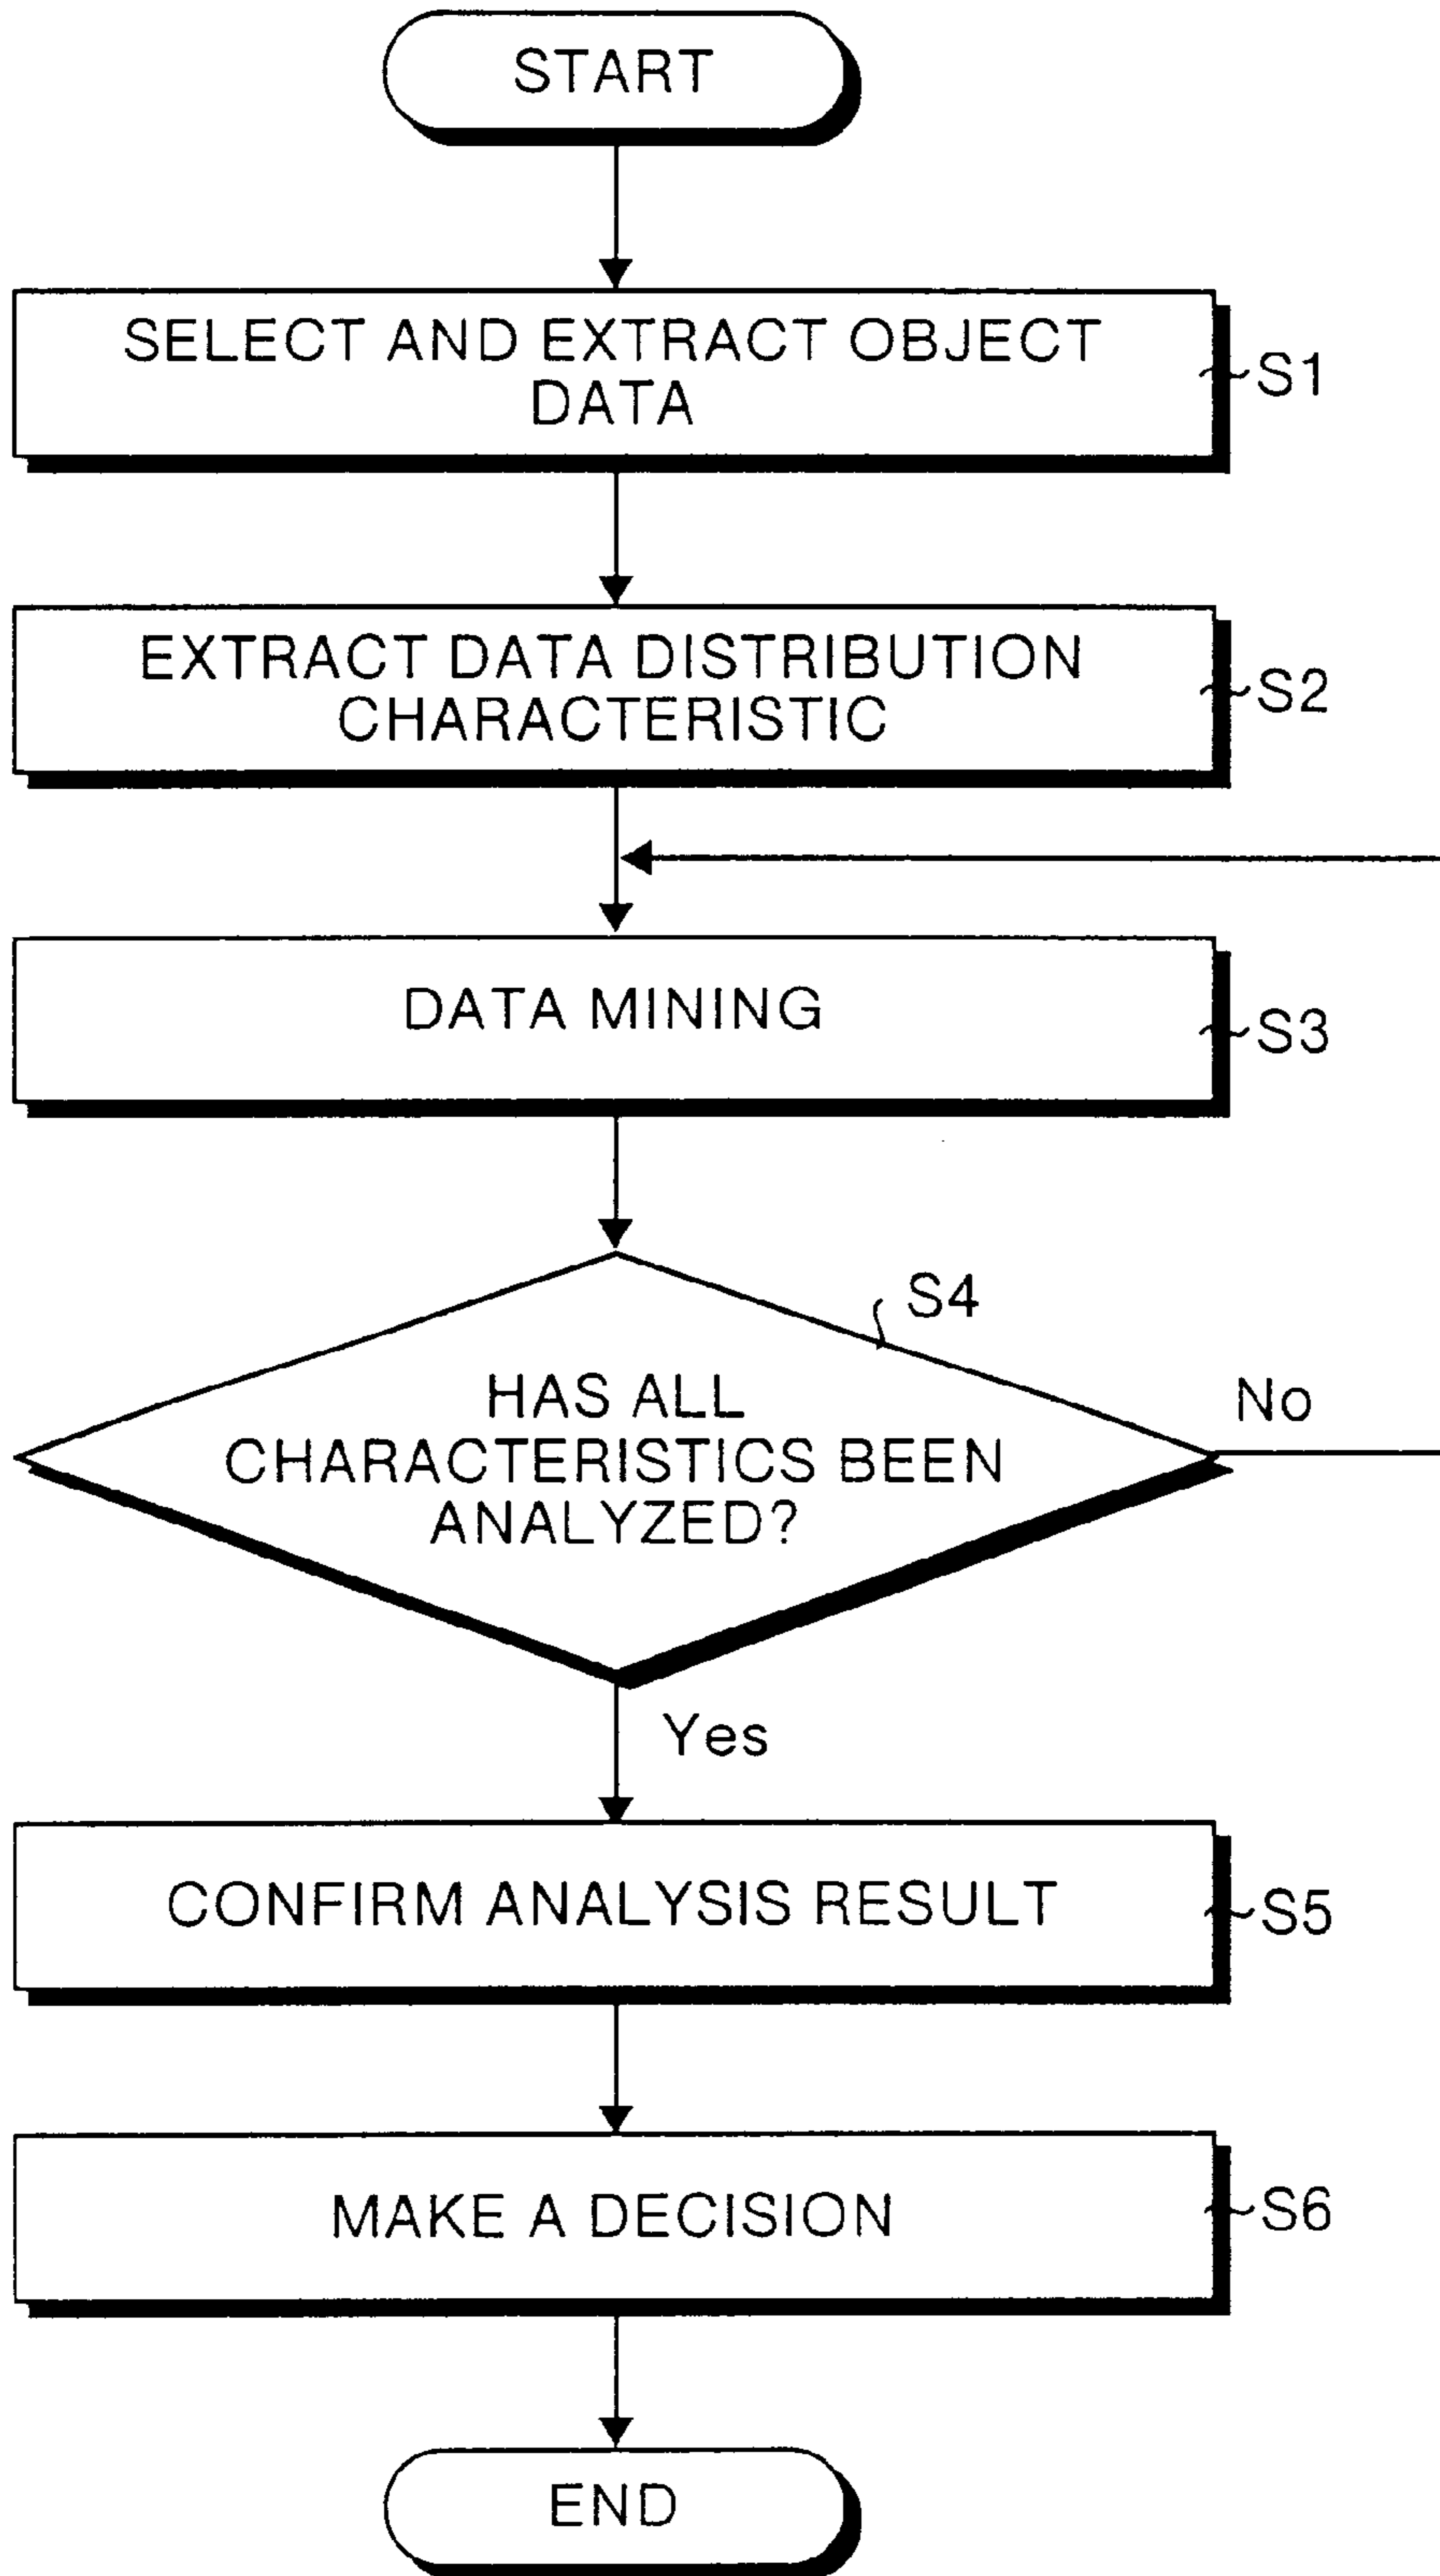 START
SELECT AND EXTRACT OBJECT
DATA
S1
EXTRACT DATA DISTRIBUTION
CHARACTERISTIC
S2
DATA MINING
S3
S4
HAS ALL
CHARACTERISTICS BEEN
ANALYZED?
No
Yes
CONFIRM ANALYSIS RESULT
S5
MAKE A DECISION
S6
END